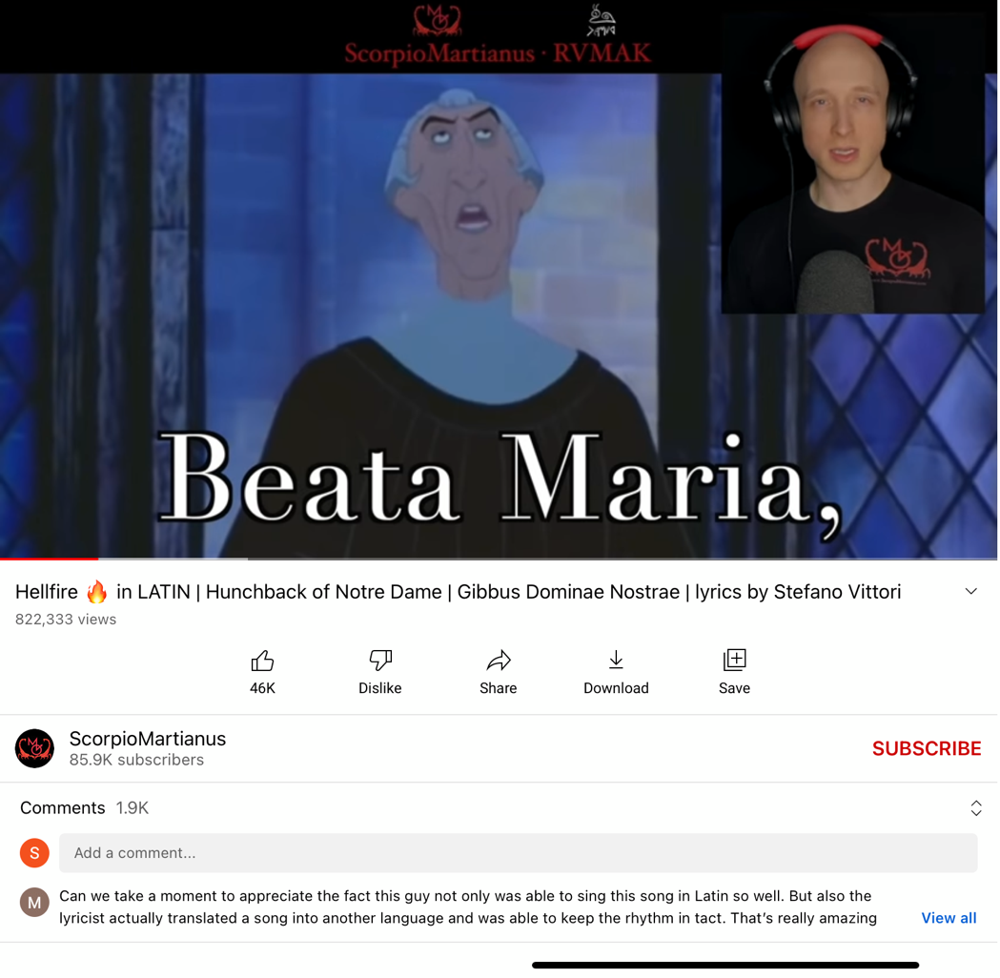 ScorpioMartianus · RVMAK
Beata Maria,
Hellfire 🔥 in LATIN | Hunchback of Notre Dame | Gibbus Dominae Nostrae | lyrics by Stefano Vittori
822,333 views
46K
Dislike
Share
Download
Save
ScorpioMartianus
85.9K subscribers
SUBSCRIBE
Comments 1.9K
S
Add a comment...
M
Can we take a moment to appreciate the fact this guy not only was able to sing this song in Latin so well. But also the
lyricist actually translated a song into another language and was able to keep the rhythm in tact. That's really amazing
View all